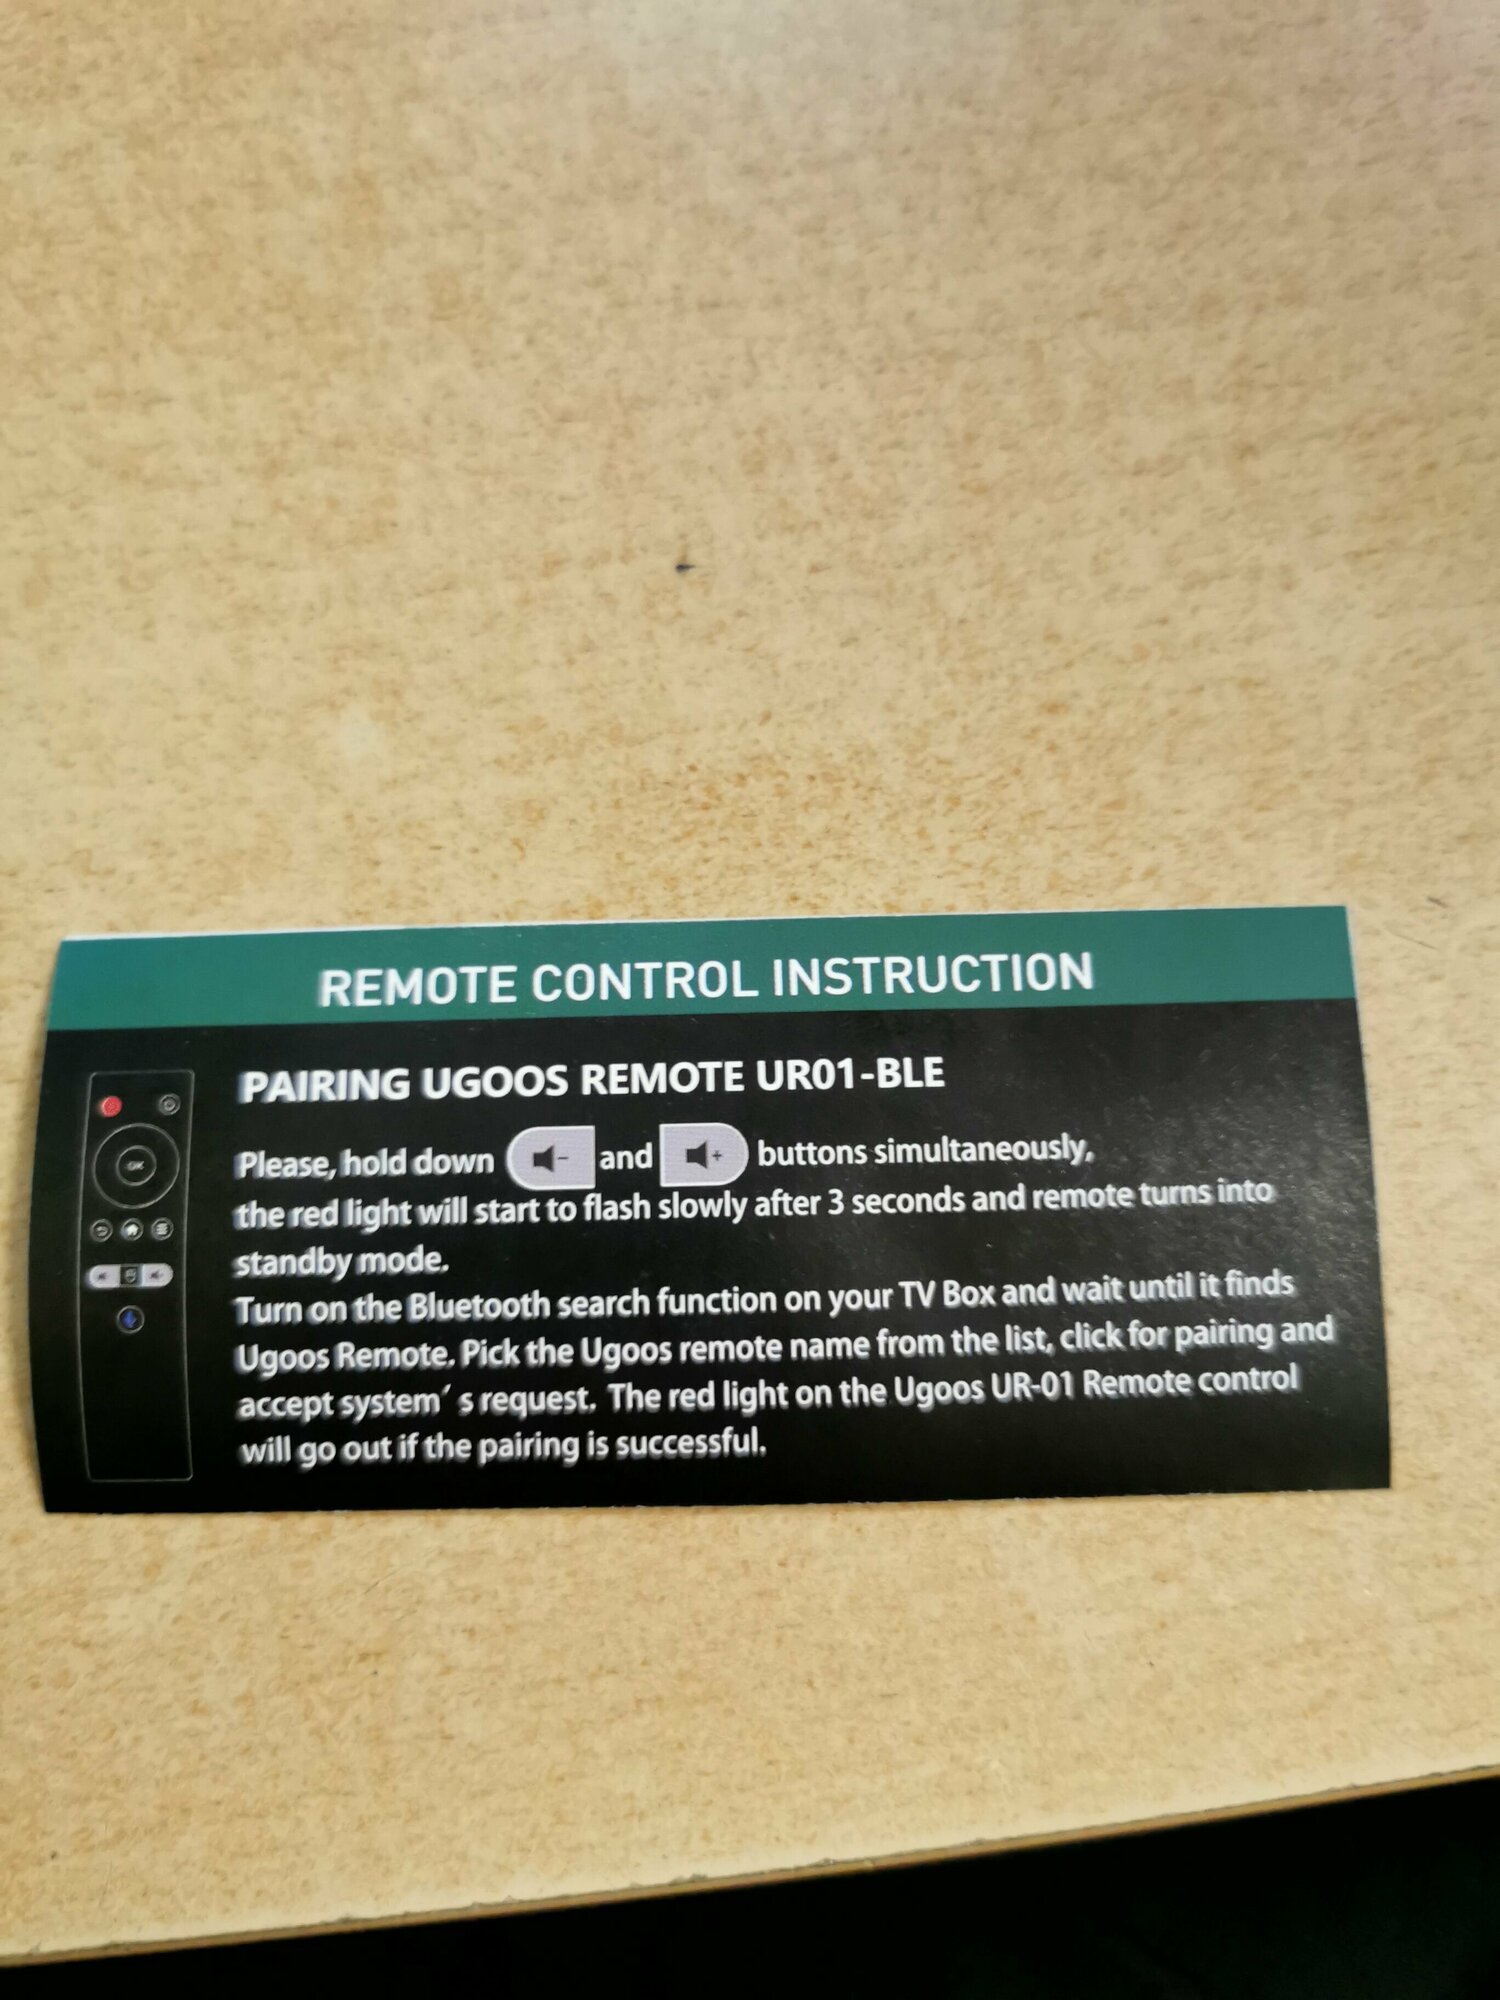 REMOTE CONTROL INSTRUCTION
PAIRING UGOOS REMOTE UR01-BLE
Please, hold down - and + buttons simultaneously,
the red light will start to flash slowly after 3 seconds and remote turns into
standby mode.
Turn on the Bluetooth search function on your TV Box and wait until it finds
Ugoos Remote. Pick the Ugoos remote name from the list, click for pairing and
accept system′ s request. The red light on the Ugoos UR-01 Remote control
will go out if the pairing is successful.
OK